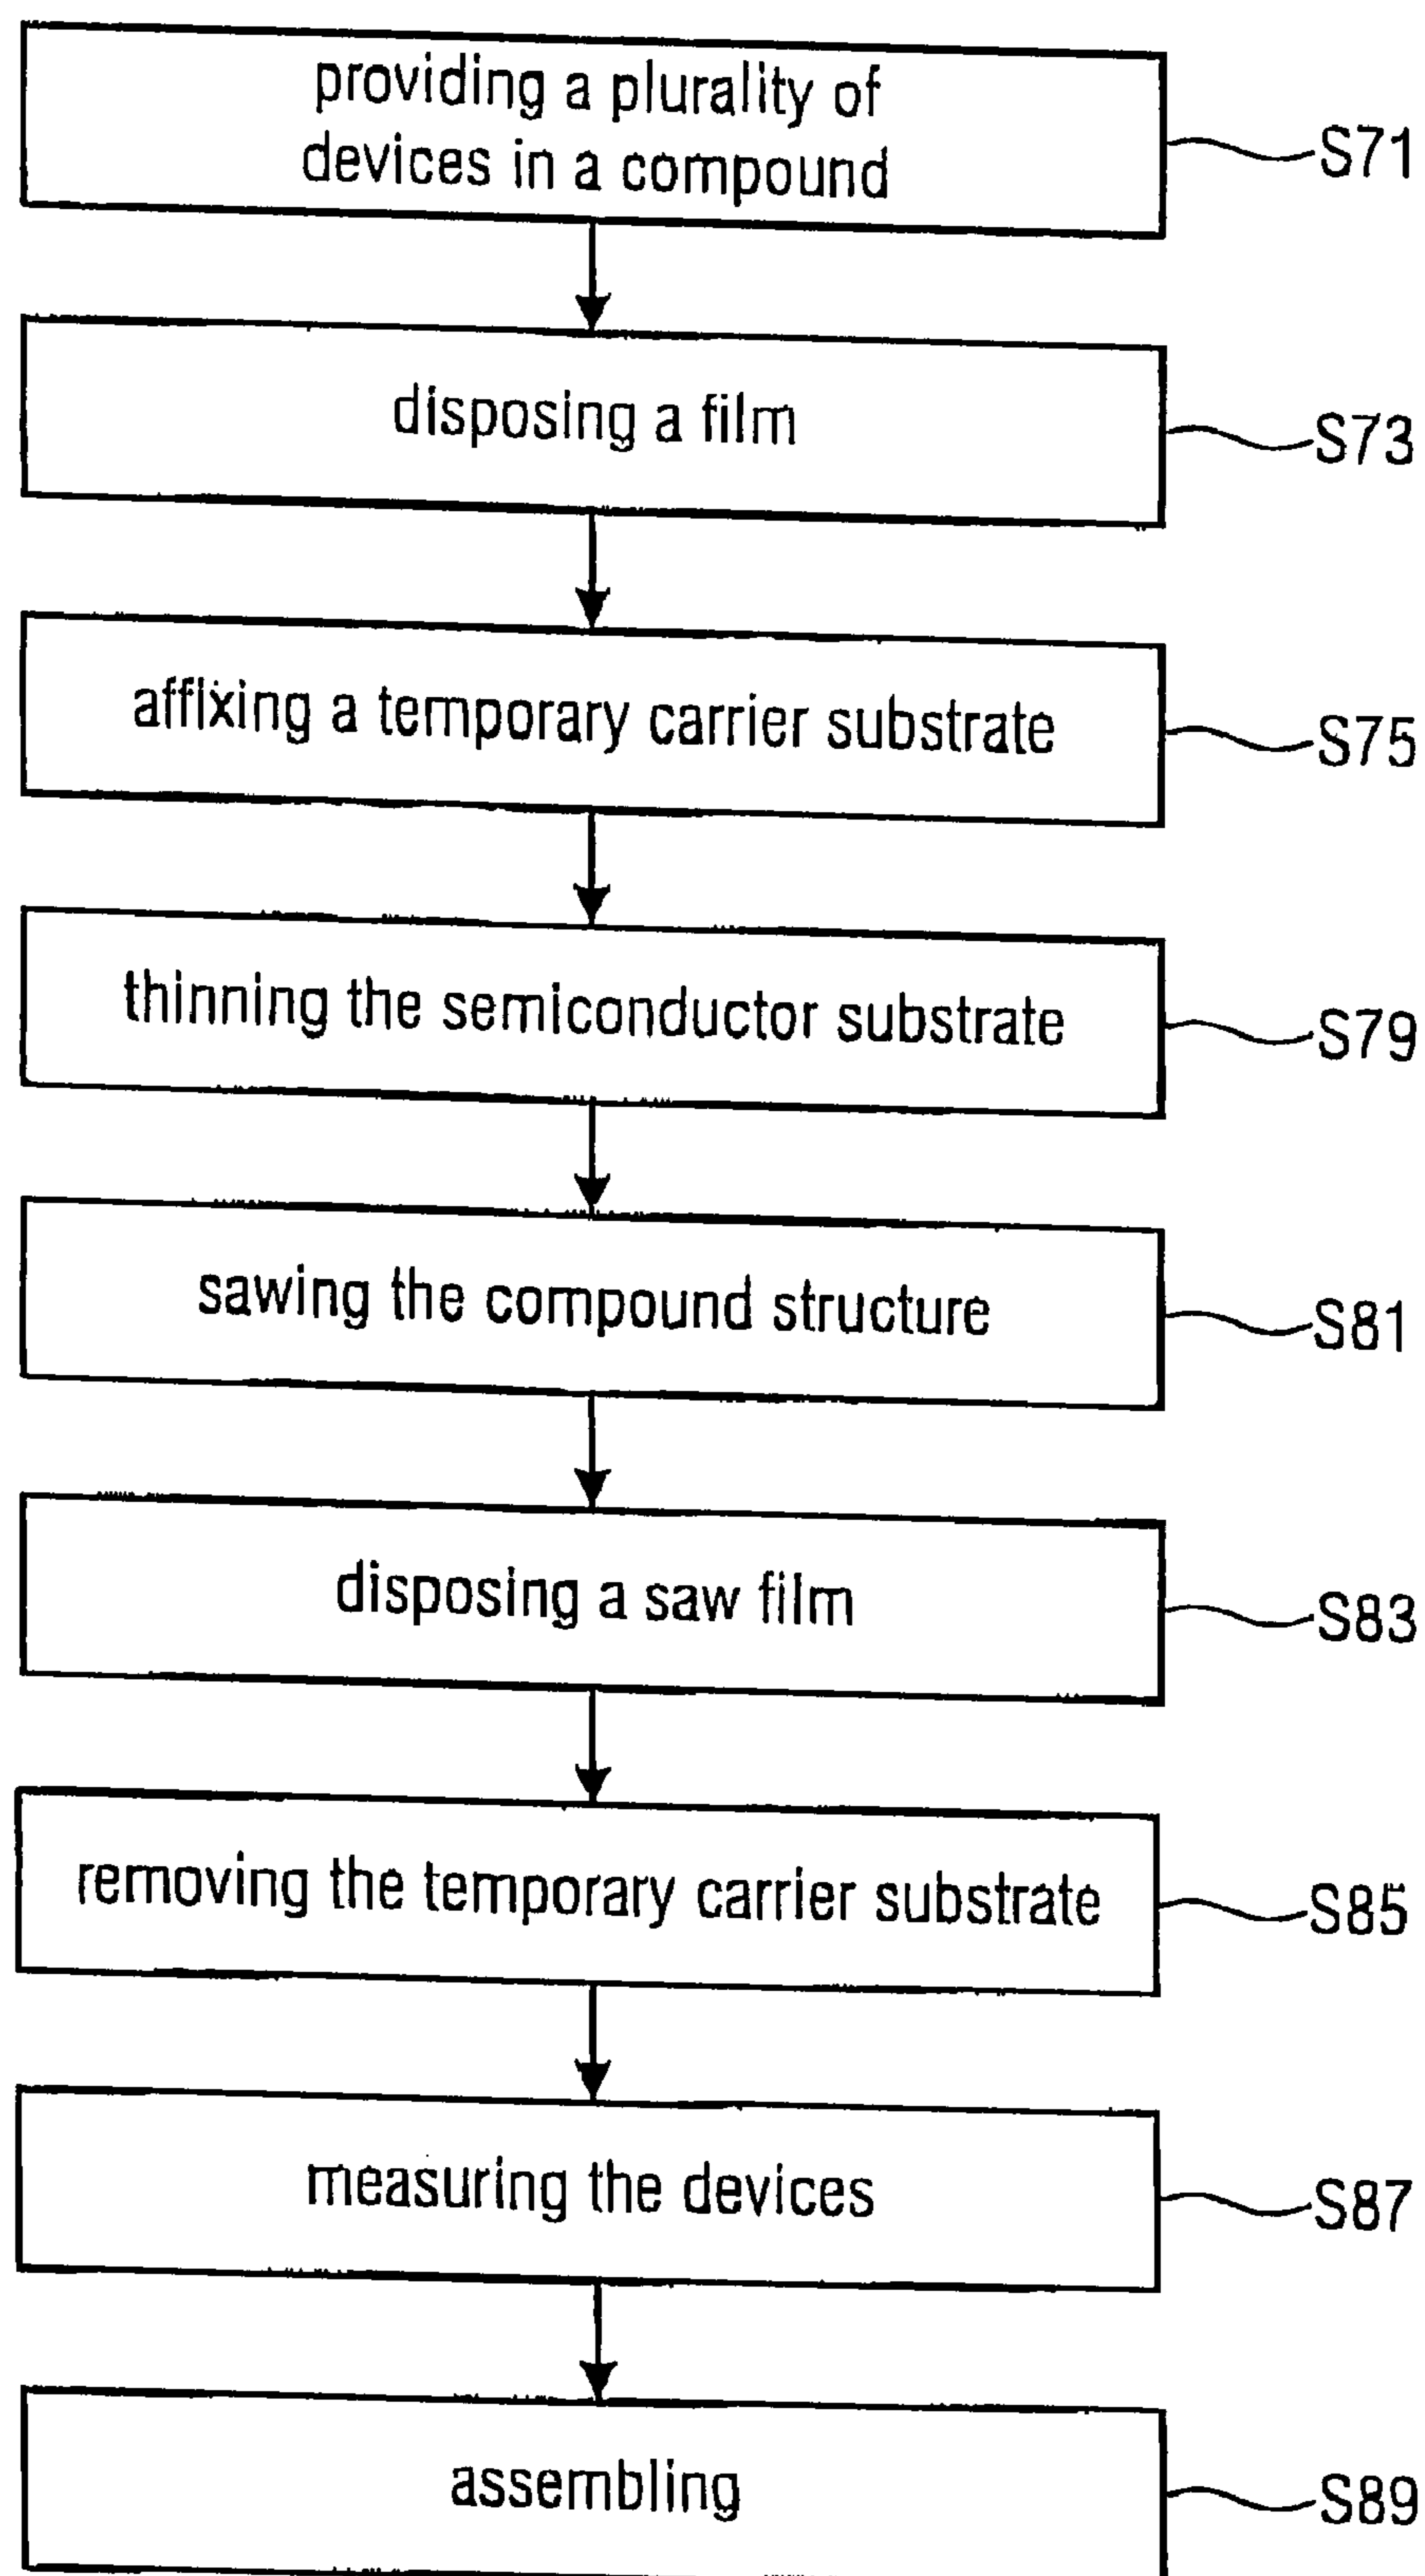 providing a plurality of
devices in a compound
S71
disposing a film
S73
affixing a temporary carrier substrate
S75
thinning the semiconductor substrate
S79
sawing the compound structure
S81
disposing a saw film
S83
removing the temporary carrier substrate
S85
measuring the devices
S87
assembling
S89